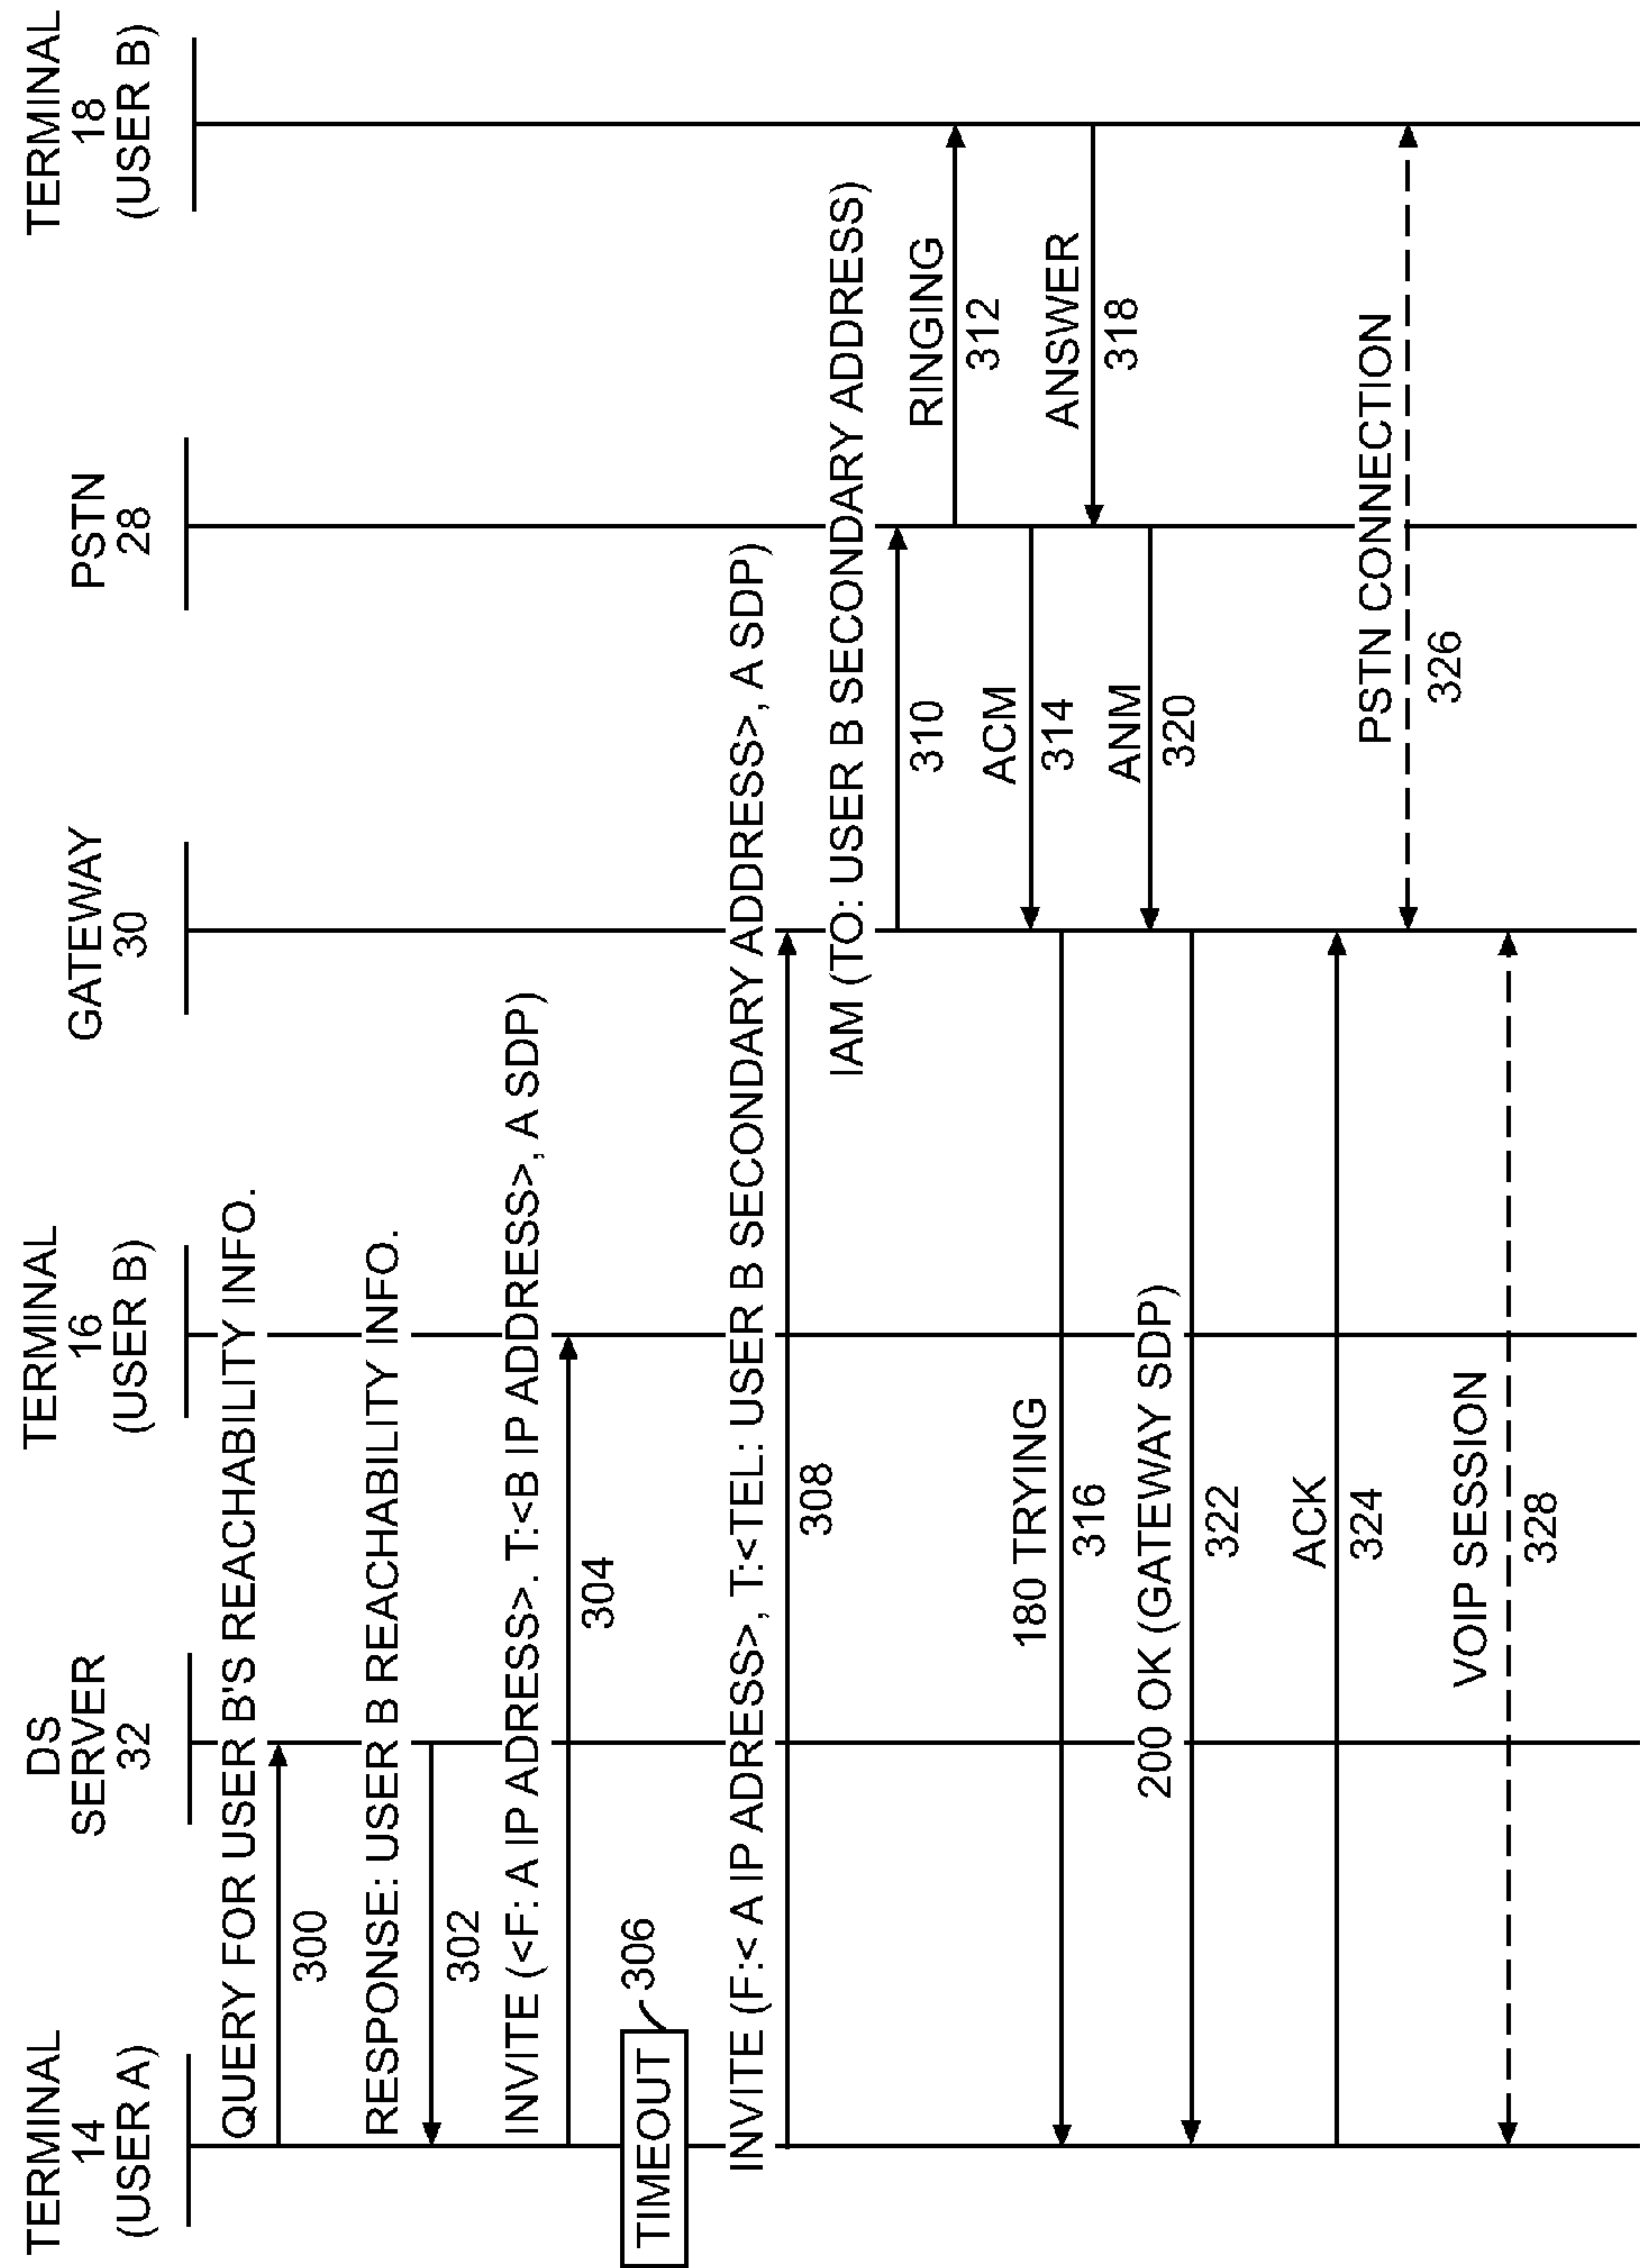 TERMINAL
14
(USER A)
DS
SERVER
32
TERMINAL
16
(USER B)
GATEWAY
30
PSTN
28
TERMINAL
18
(USER B)
QUERY FOR USER B'S REACHABILITY INFO.
300
RESPONSE: USER B REACHABILITY INFO.
302
INVITE (<F: A IP ADRESS>. T:<B IP ADDRESS>, A SDP)
304
TIMEOUT
306
INVITE (F:< A IP ADRESS>, T:<TEL: USER B SECONDARY ADDRESS>, A SDP)
308
IAM (TO: USER B SECONDARY ADDRESS)
310
RINGING
312
ACM
314
180 TRYING
316
ANSWER
318
ANM
320
200 OK (GATEWAY SDP)
322
ACK
324
PSTN CONNECTION
326
VOIP SESSION
328